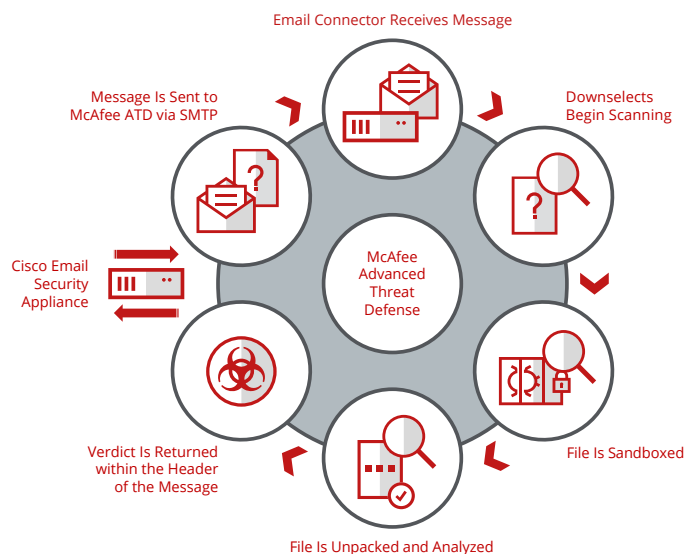 Email Connector Receives Message
Message Is Sent to
McAfee ATD via SMTP
Downselects
Begin Scanning
?
?
Cisco Email
Security
Appliance
McAfee
Advanced
Threat
Defense
Verdict Is Returned
within the Header
of the Message
File Is Sandboxed
File Is Unpacked and Analyzed